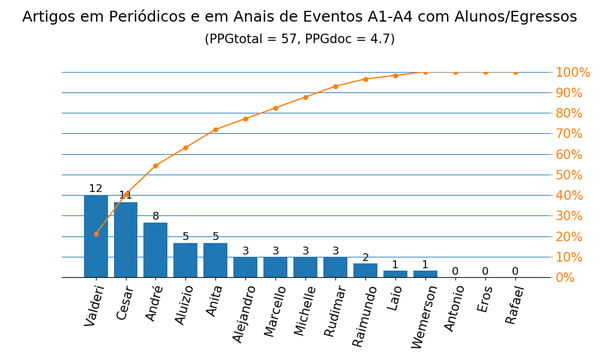 Artigos em Periódicos e em Anais de Eventos A1-A4 com Alunos/Egressos
(PPGtotal = 57, PPGdoc = 4.7)
100%
90%
80%
70%
60%
50%
40%
30%
20%
10%
0%
12
11
8
5
5
3
3
3
3
2
1
1
0
0
0
Valderi
Cesar
André
Aluizio
Anita
Alejandro
Marcello
Michelle
Rudimar
Raimundo
Laio
Wemerson
Antonio
Eros
Rafael